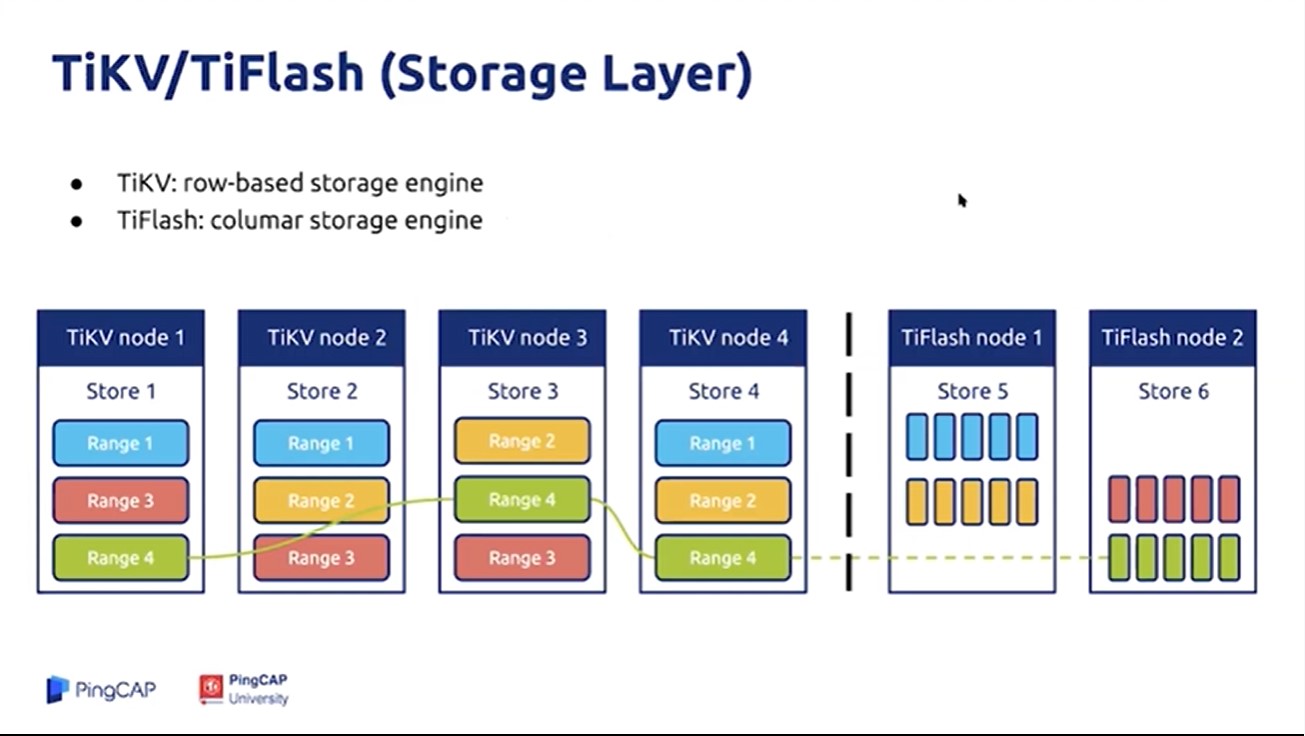 TiKV/TiFlash (Storage Layer)
● TiKV: row-based storage engine
● TiFlash: columar storage engine
TiKV node 1
Store 1
Range 1
Range 3
Range 4
TiKV node 2
Store 2
Range 1
Range 2
Range 3
TiKV node 3
Store 3
Range 2
Range 4
Range 3
TiKV node 4
Store 4
Range 1
Range 2
Range 4
TiFlash node 1
Store 5
TiFlash node 2
Store 6
PingCAP
PingCAP
University